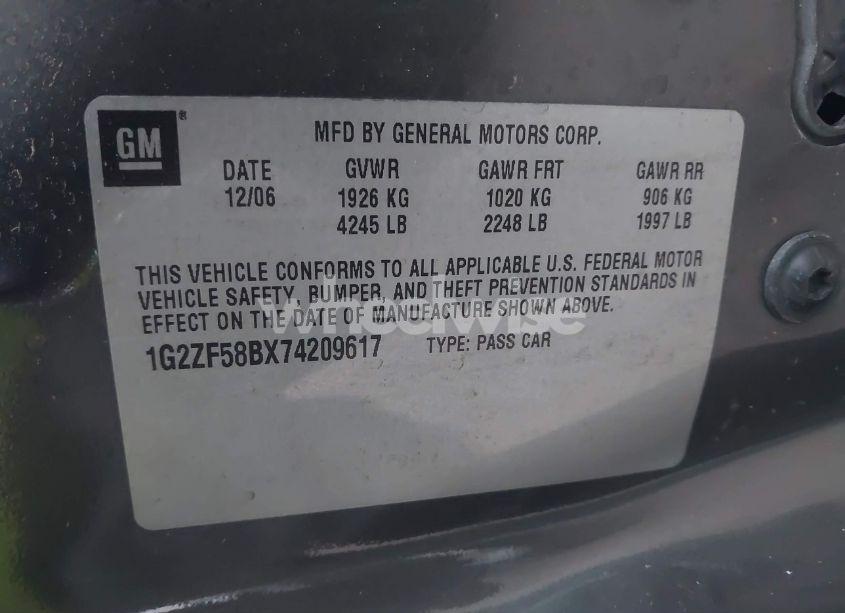 GM ®
MFD BY GENERAL MOTORS CORP.
DATE GVWR GAWR FRT GAWR RR
12/06 1926 KG 1020 KG 906 KG
4245 LB 2248 LB 1997 LB
THIS VEHICLE CONFORMS TO ALL APPLICABLE U.S. FEDERAL MOTOR
VEHICLE SAFETY, BUMPER, AND THEFT PREVENTION STANDARDS IN
EFFECT ON THE DATE OF MANUFACTURE SHOWN ABOVE.
1G2ZF58BX74209617 TYPE: PASS CAR
wheelwise